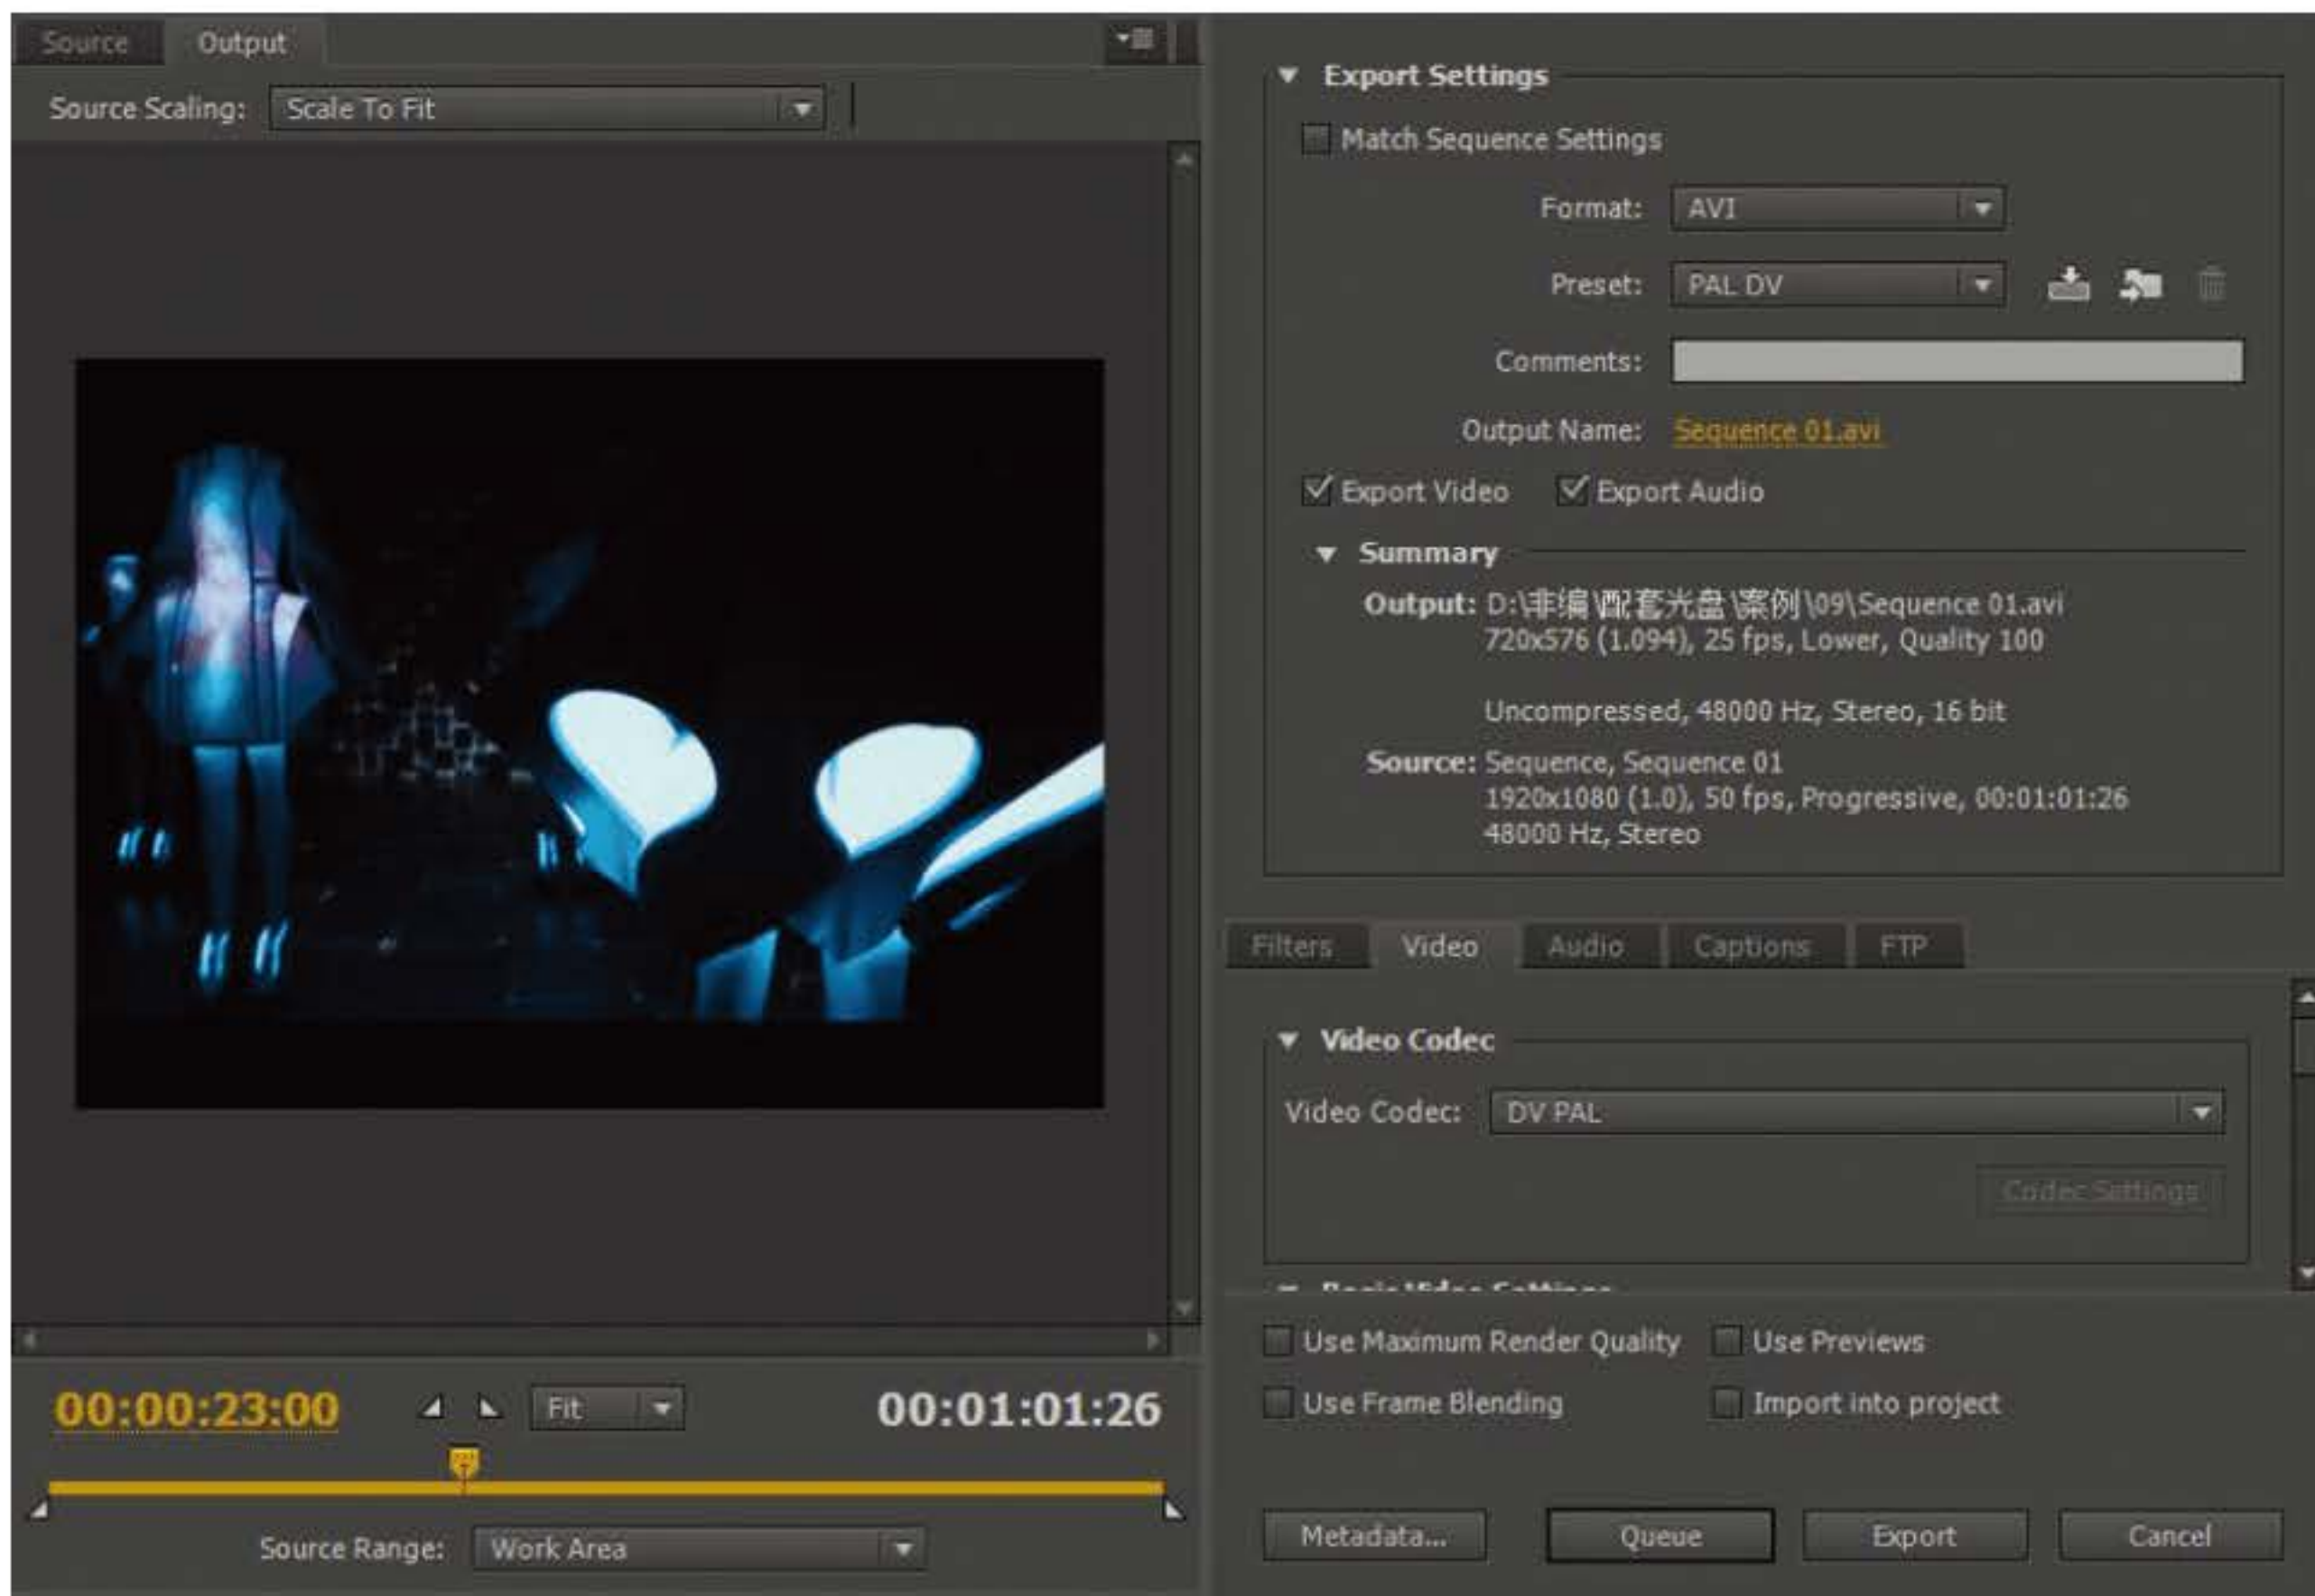 Source Output
Source Scaling: Scale To Fit
00:00:23:00 Fit 00:01:01:26
Source Range: Work Area
Export Settings
Match Sequence Settings
Format: AVI
Preset: PAL DV
Comments:
Output Name: Sequence 01.avi
Export Video Export Audio
Summary
Output: D:\非编\配套光盘\案例\09\Sequence 01.avi
720x576 (1.094), 25 fps, Lower, Quality 100
Uncompressed, 48000 Hz, Stereo, 16 bit
Source: Sequence, Sequence 01
1920x1080 (1.0), 50 fps, Progressive, 00:01:01:26
48000 Hz, Stereo
Filters Video Audio Captions FTP
Video Codec
Video Codec: DV PAL
Codec Settings
Basic Video Settings
Use Maximum Render Quality Use Previews
Use Frame Blending Import into project
Metadata... Queue Export Cancel